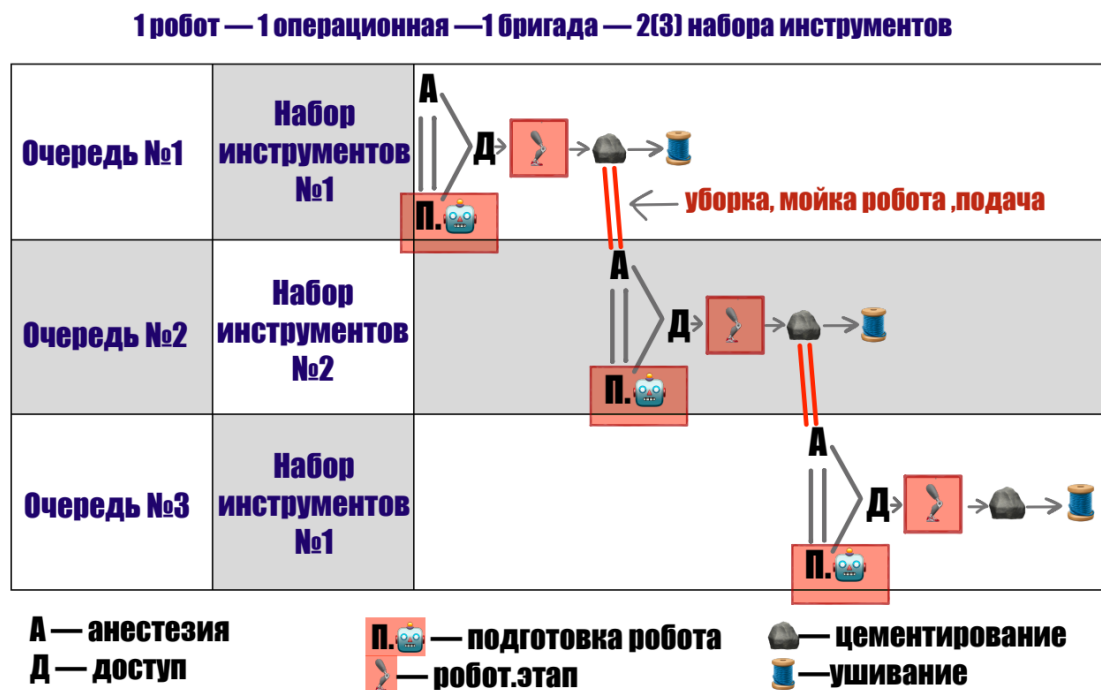 1 робот — 1 операционная —1 бригада — 2(3) набора инструментов
Очередь №1
Набор
инструментов
№1
А
Д
П.
уборка, мойка робота ,подача
Очередь №2
Набор
инструментов
№2
А
Д
П.
Очередь №3
Набор
инструментов
№1
А
Д
П.
А — анестезия
Д — доступ
П. — подготовка робота
—робот.этап
— цементирование
—ушивание